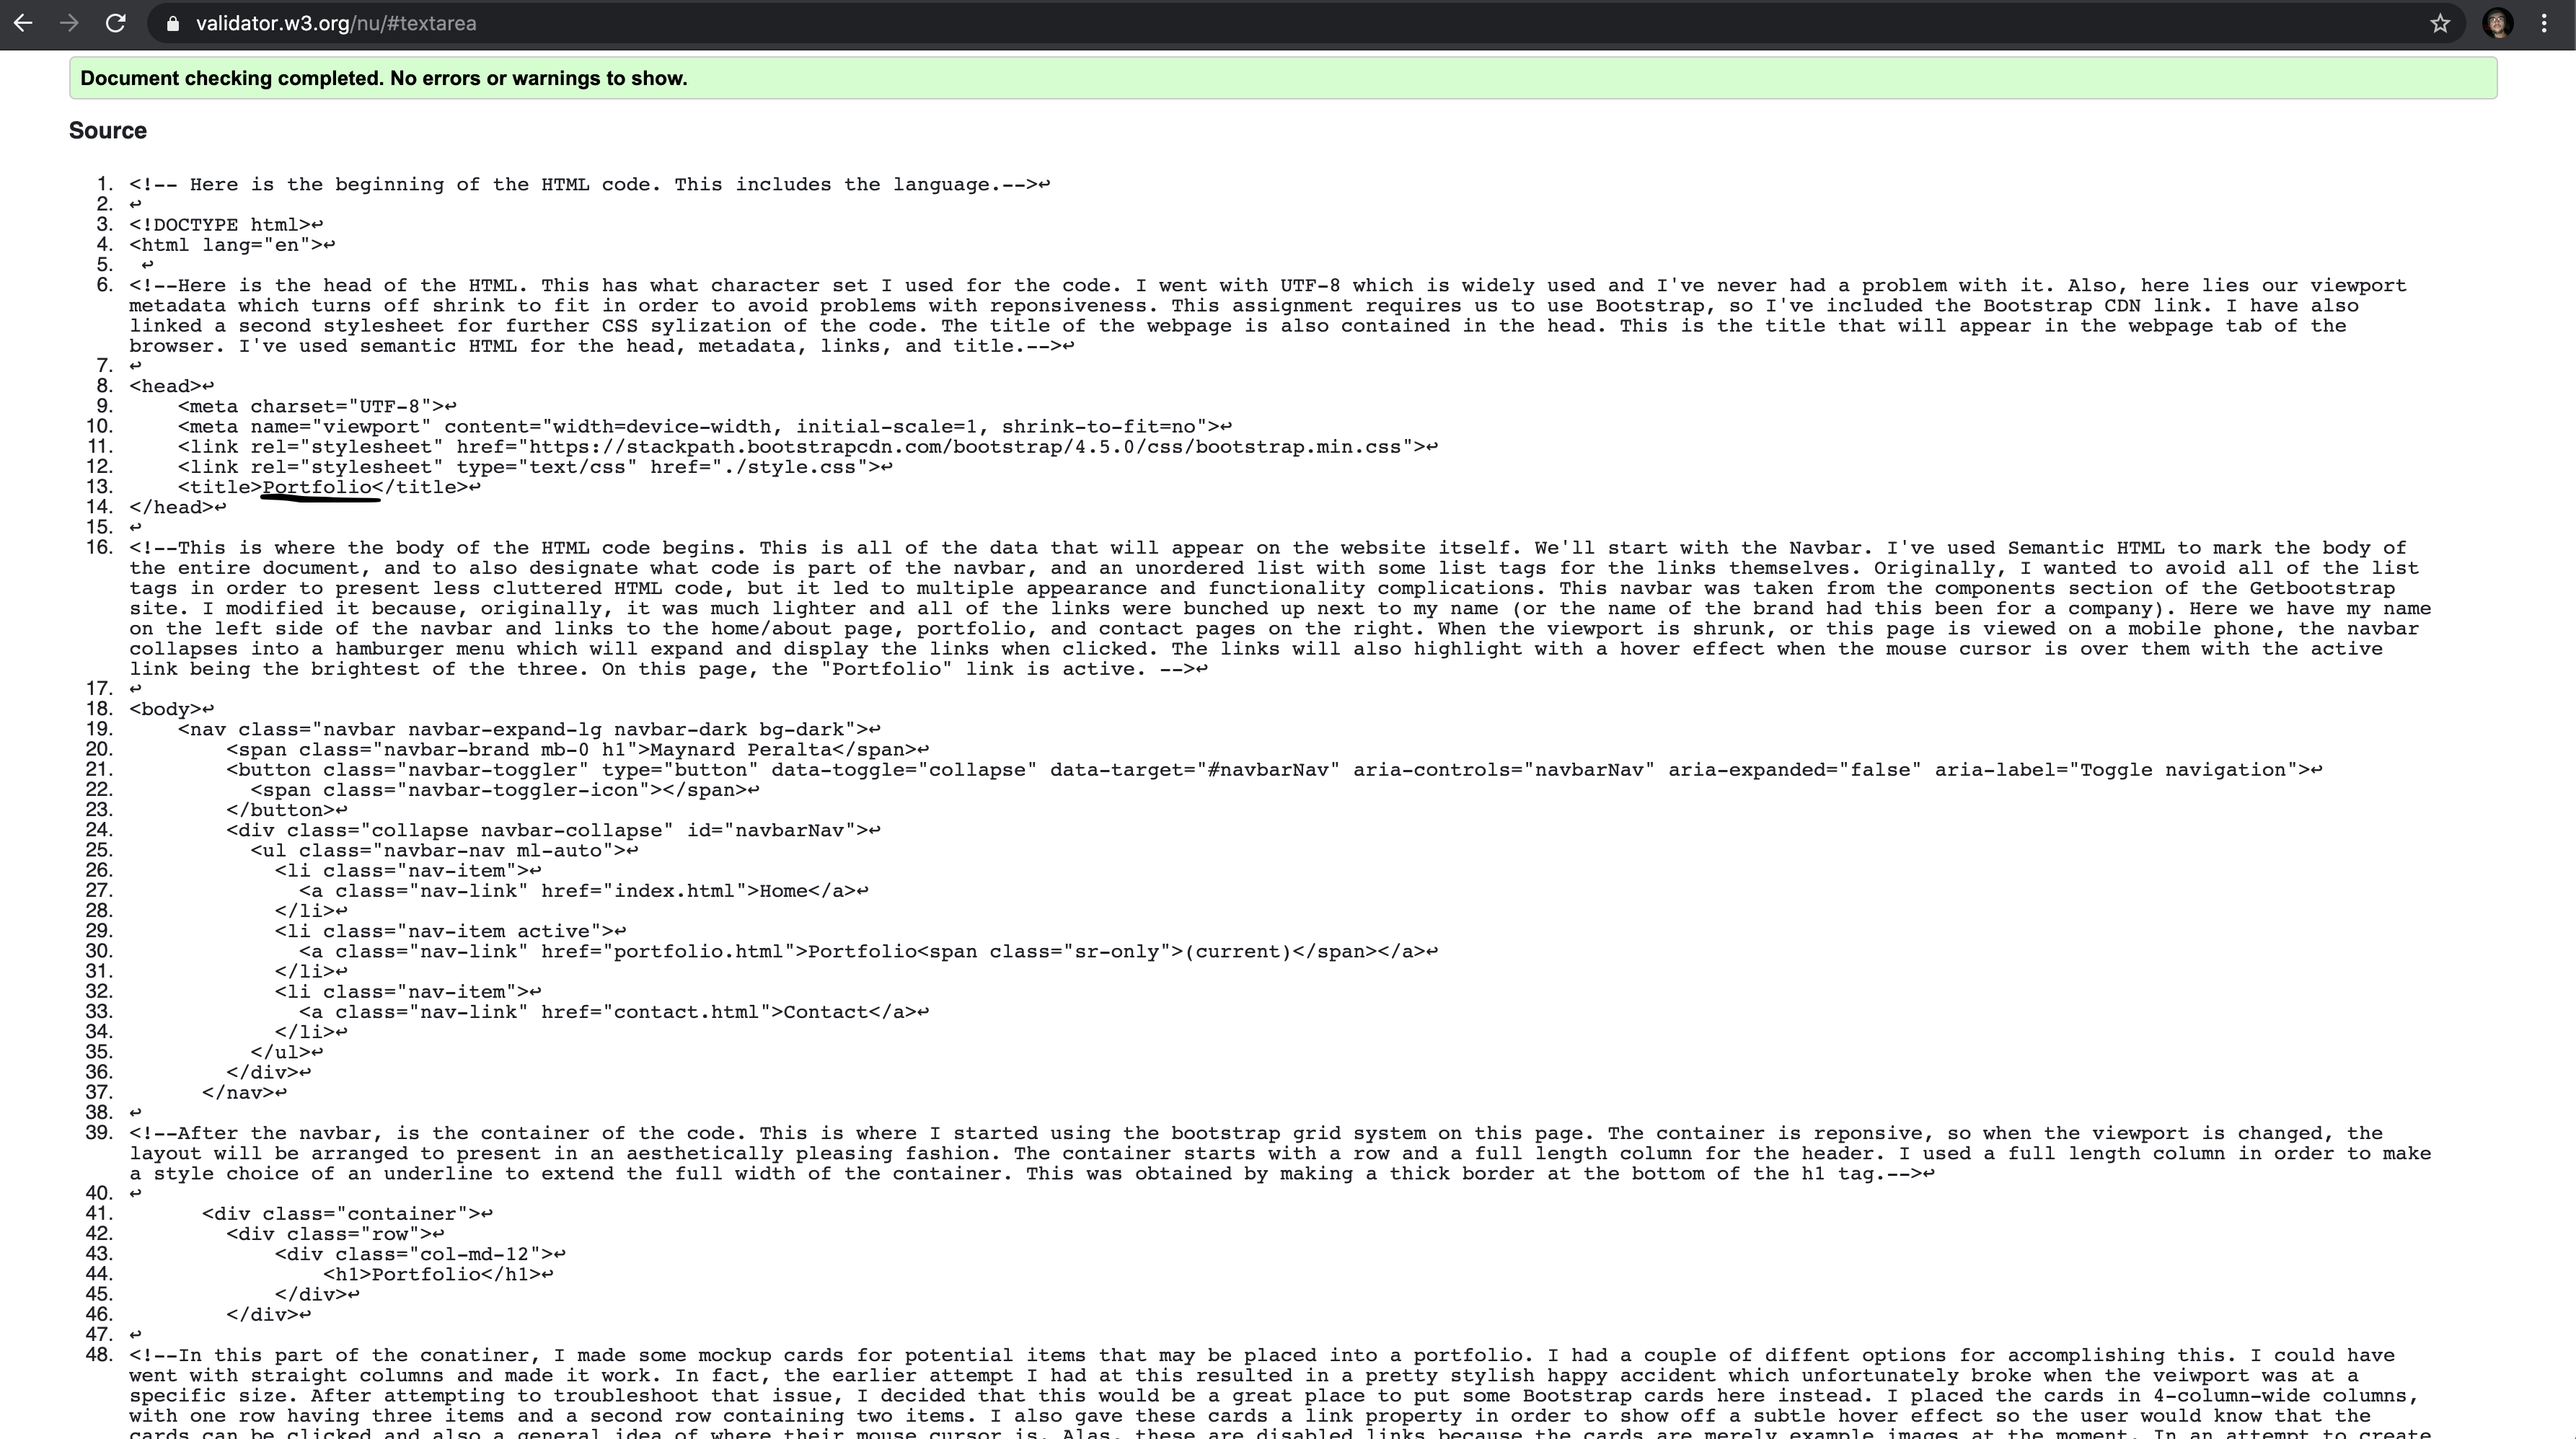 validator.w3.org/nu/#textarea
Document checking completed. No errors or warnings to show.
Source
1. <!-- Here is the beginning of the HTML code. This includes the language.-->↩
2. ↩
3. <!DOCTYPE html>↩
4. <html lang="en">↩
5. ↩
6. <!--Here is the head of the HTML. This has what character set I used for the code. I went with UTF-8 which is widely used and I've never had a problem with it. Also, here lies our viewport
metadata which turns off shrink to fit in order to avoid problems with reponsiveness. This assignment requires us to use Bootstrap, so I've included the Bootstrap CDN link. I have also
linked a second stylesheet for further CSS sylization of the code. The title of the webpage is also contained in the head. This is the title that will appear in the webpage tab of the
browser. I've used semantic HTML for the head, metadata, links, and title.-->↩
7. ↩
8. <head>↩
9. <meta charset="UTF-8">↩
10. <meta name="viewport" content="width=device-width, initial-scale=1, shrink-to-fit=no">↩
11. <link rel="stylesheet" href="https://stackpath.bootstrapcdn.com/bootstrap/4.5.0/css/bootstrap.min.css">↩
12. <link rel="stylesheet" type="text/css" href="./style.css">↩
13. <title>Portfolio</title>↩
14. </head>↩
15. ↩
16. <!--This is where the body of the HTML code begins. This is all of the data that will appear on the website itself. We'll start with the Navbar. I've used Semantic HTML to mark the body of
the entire document, and to also designate what code is part of the navbar, and an unordered list with some list tags for the links themselves. Originally, I wanted to avoid all of the list
tags in order to present less cluttered HTML code, but it led to multiple appearance and functionality complications. This navbar was taken from the components section of the Getbootstrap
site. I modified it because, originally, it was much lighter and all of the links were bunched up next to my name (or the name of the brand had this been for a company). Here we have my name
on the left side of the navbar and links to the home/about page, portfolio, and contact pages on the right. When the viewport is shrunk, or this page is viewed on a mobile phone, the navbar
collapses into a hamburger menu which will expand and display the links when clicked. The links will also highlight with a hover effect when the mouse cursor is over them with the active
link being the brightest of the three. On this page, the "Portfolio" link is active. -->↩
17. ↩
18. <body>↩
19. <nav class="navbar navbar-expand-lg navbar-dark bg-dark">↩
20. <span class="navbar-brand mb-0 h1">Maynard Peralta</span>↩
21. <button class="navbar-toggler" type="button" data-toggle="collapse" data-target="#navbarNav" aria-controls="navbarNav" aria-expanded="false" aria-label="Toggle navigation">↩
22. <span class="navbar-toggler-icon"></span>↩
23. </button>↩
24. <div class="collapse navbar-collapse" id="navbarNav">↩
25. <ul class="navbar-nav ml-auto">↩
26. <li class="nav-item">↩
27. <a class="nav-link" href="index.html">Home</a>↩
28. </li>↩
29. <li class="nav-item active">↩
30. <a class="nav-link" href="portfolio.html">Portfolio<span class="sr-only">(current)</span></a>↩
31. </li>↩
32. <li class="nav-item">↩
33. <a class="nav-link" href="contact.html">Contact</a>↩
34. </li>↩
35. </ul>↩
36. </div>↩
37. </nav>↩
38. ↩
39. <!--After the navbar, is the container of the code. This is where I started using the bootstrap grid system on this page. The container is reponsive, so when the viewport is changed, the
layout will be arranged to present in an aesthetically pleasing fashion. The container starts with a row and a full length column for the header. I used a full length column in order to make
a style choice of an underline to extend the full width of the container. This was obtained by making a thick border at the bottom of the h1 tag.-->↩
40. ↩
41. <div class="container">↩
42. <div class="row">↩
43. <div class="col-md-12">↩
44. <h1>Portfolio</h1>↩
45. </div>↩
46. </div>↩
47. ↩
48. <!--In this part of the conatiner, I made some mockup cards for potential items that may be placed into a portfolio. I had a couple of diffent options for accomplishing this. I could have
went with straight columns and made it work. In fact, the earlier attempt I had at this resulted in a pretty stylish happy accident which unfortunately broke when the veiwport was at a
specific size. After attempting to troubleshoot that issue, I decided that this would be a great place to put some Bootstrap cards here instead. I placed the cards in 4-column-wide columns,
with one row having three items and a second row containing two items. I also gave these cards a link property in order to show off a subtle hover effect so the user would know that the
cards can be clicked and also a general idea of where their mouse cursor is. Alas, these are disabled links because the cards are merely example images at the moment. In an attempt to create